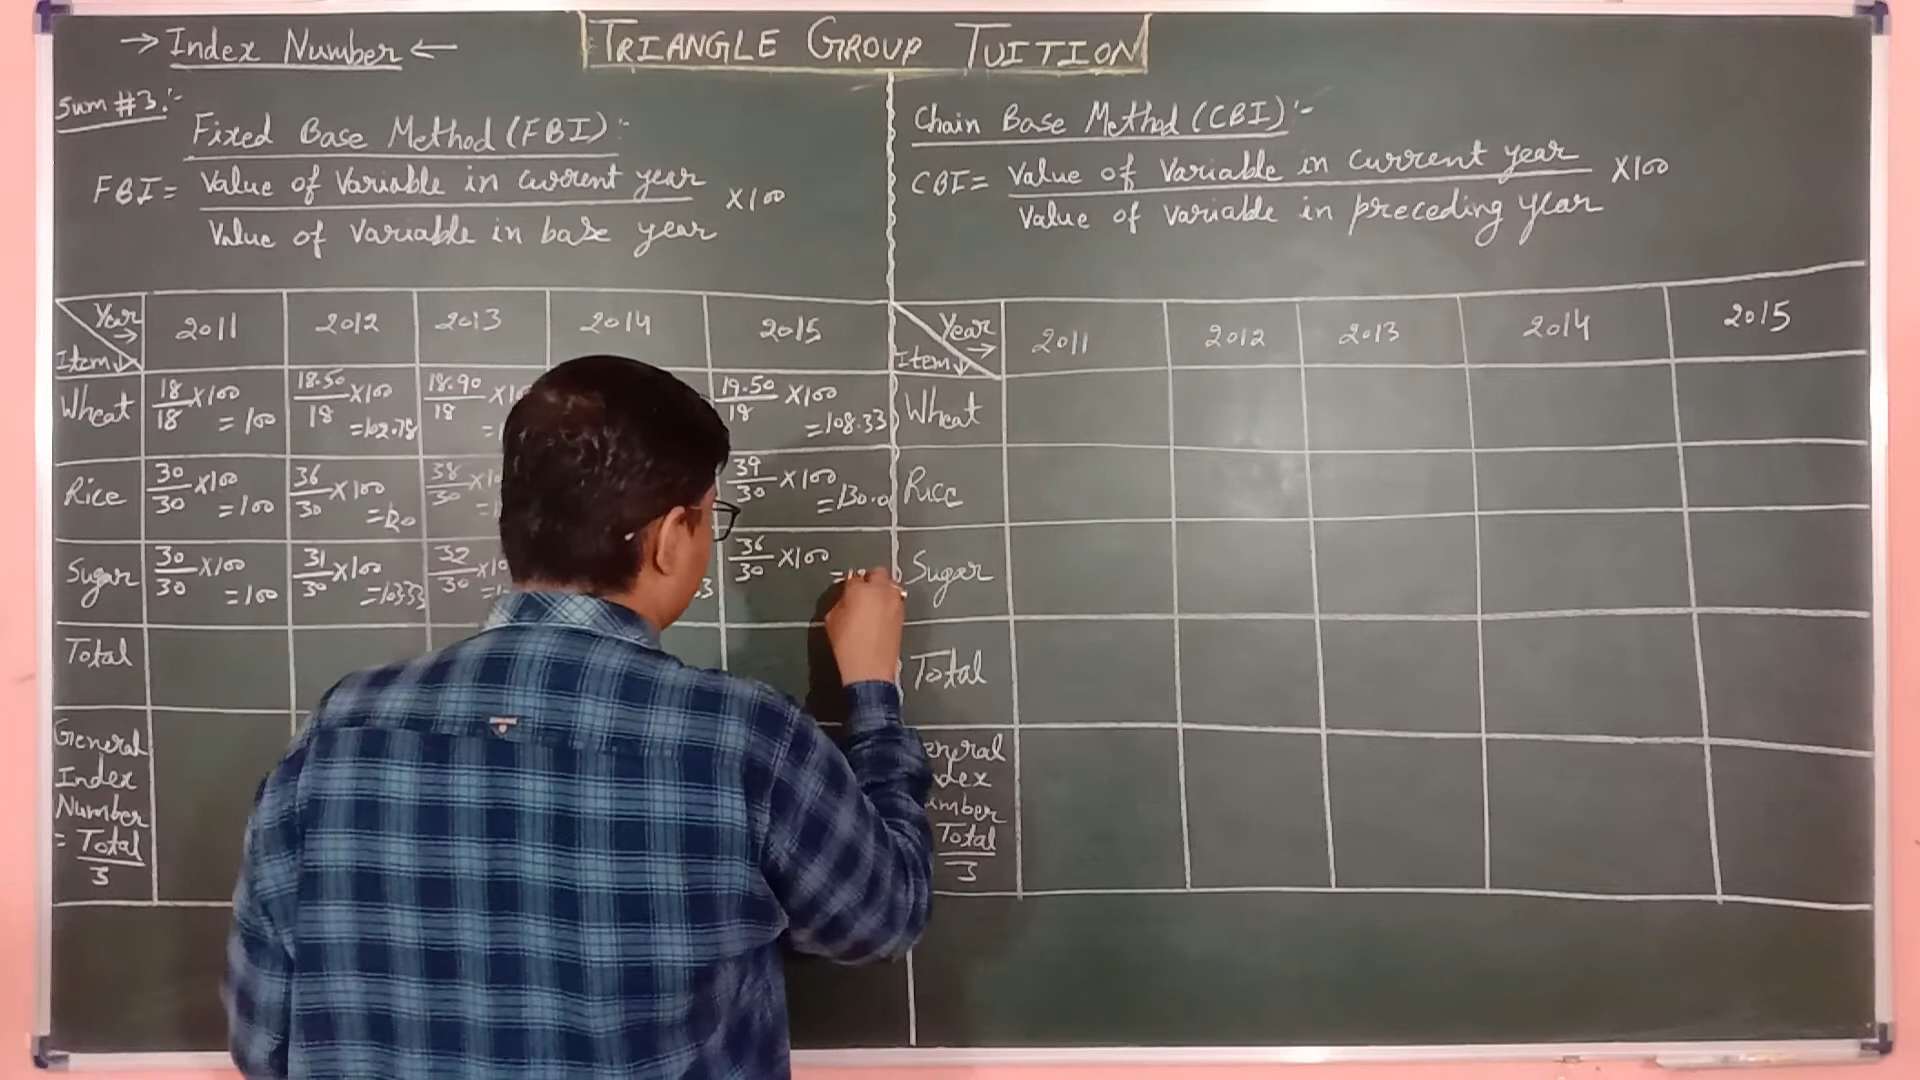 → Index Number ←
TRIANGLE GROUP TUITION
Sum #3:-
Fixed Base Method (FBI):-
FBI = Value of Variable in current year / Value of Variable in base year ×100
Chain Base Method (CBI):-
CBI = Value of Variable in current year / Value of Variable in preceding year ×100
Year → Item ↓ 2011 2012 2013 2014 2015
Wheat 18/18 ×100 = 100 18.50/18 ×100 = 102.78 18.90/18 19.50/18 ×100 = 108.33
Rice 30/30 ×100 = 100 36/30 ×100 = 120 38/30 39/30 ×100 = 130.0
Sugar 30/30 ×100 = 100 31/30 ×100 = 103.33 32/30 36/30 ×100
Total
General
Index
Number
= Total / 3
Year → Item ↓ 2011 2012 2013 2014 2015
Wheat
Rice
Sugar
Total
Total / 3